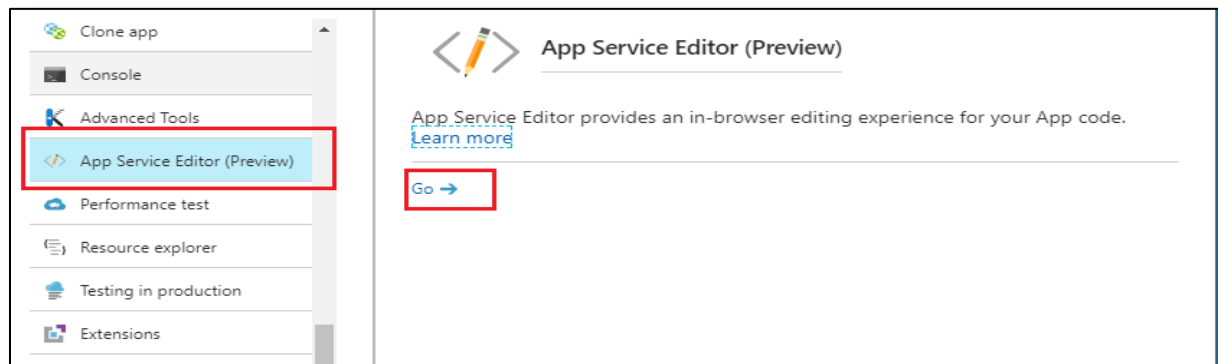 Clone app
Console
Advanced Tools
App Service Editor (Preview)
Performance test
Resource explorer
Testing in production
Extensions
App Service Editor (Preview)
App Service Editor provides an in-browser editing experience for your App code.
Learn more
Go →